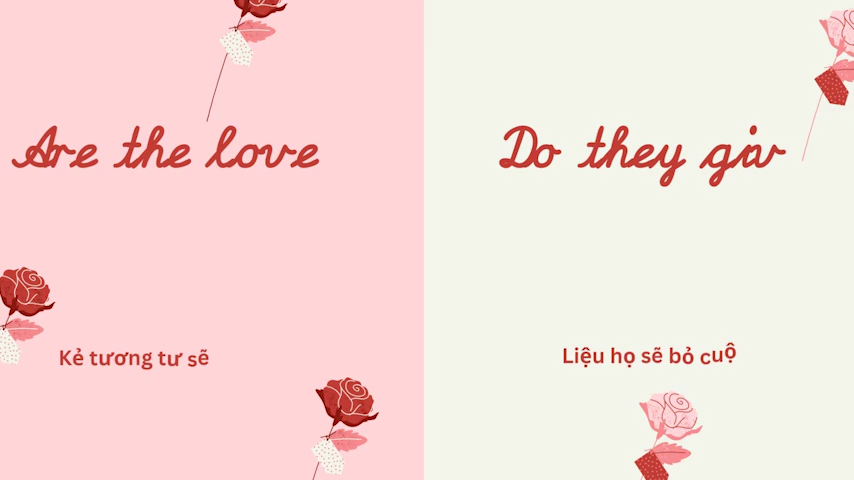 Are the love
Kẻ tương tư sẽ
Do they giv
Liệu họ sẽ bỏ cuộ